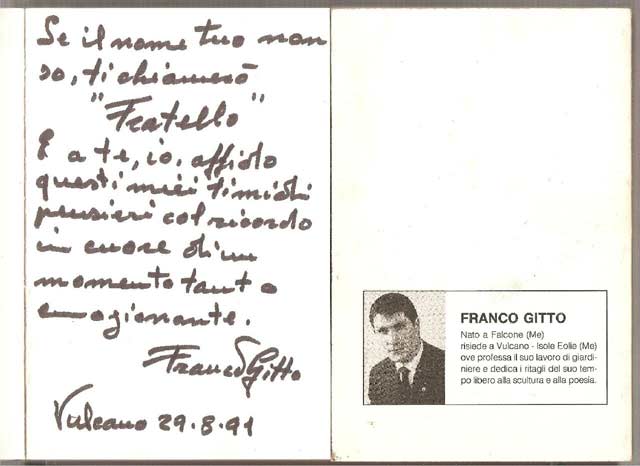 Se il nome tuo non
so, ti chiamerò
"Fratello"
E a te, io, affido
questi miei timidi
pensieri col ricordo
in cuore di un
momento tanto
emozionante.
Franco Gitto
Vulcano 29.8.91
FRANCO GITTO
Nato a Falcone (Me)
risiede a Vulcano - Isole Eolie (Me)
ove professa il suo lavoro di giardi-
niere e dedica i ritagli del suo tem-
po libero alla scultura e alla poesia.